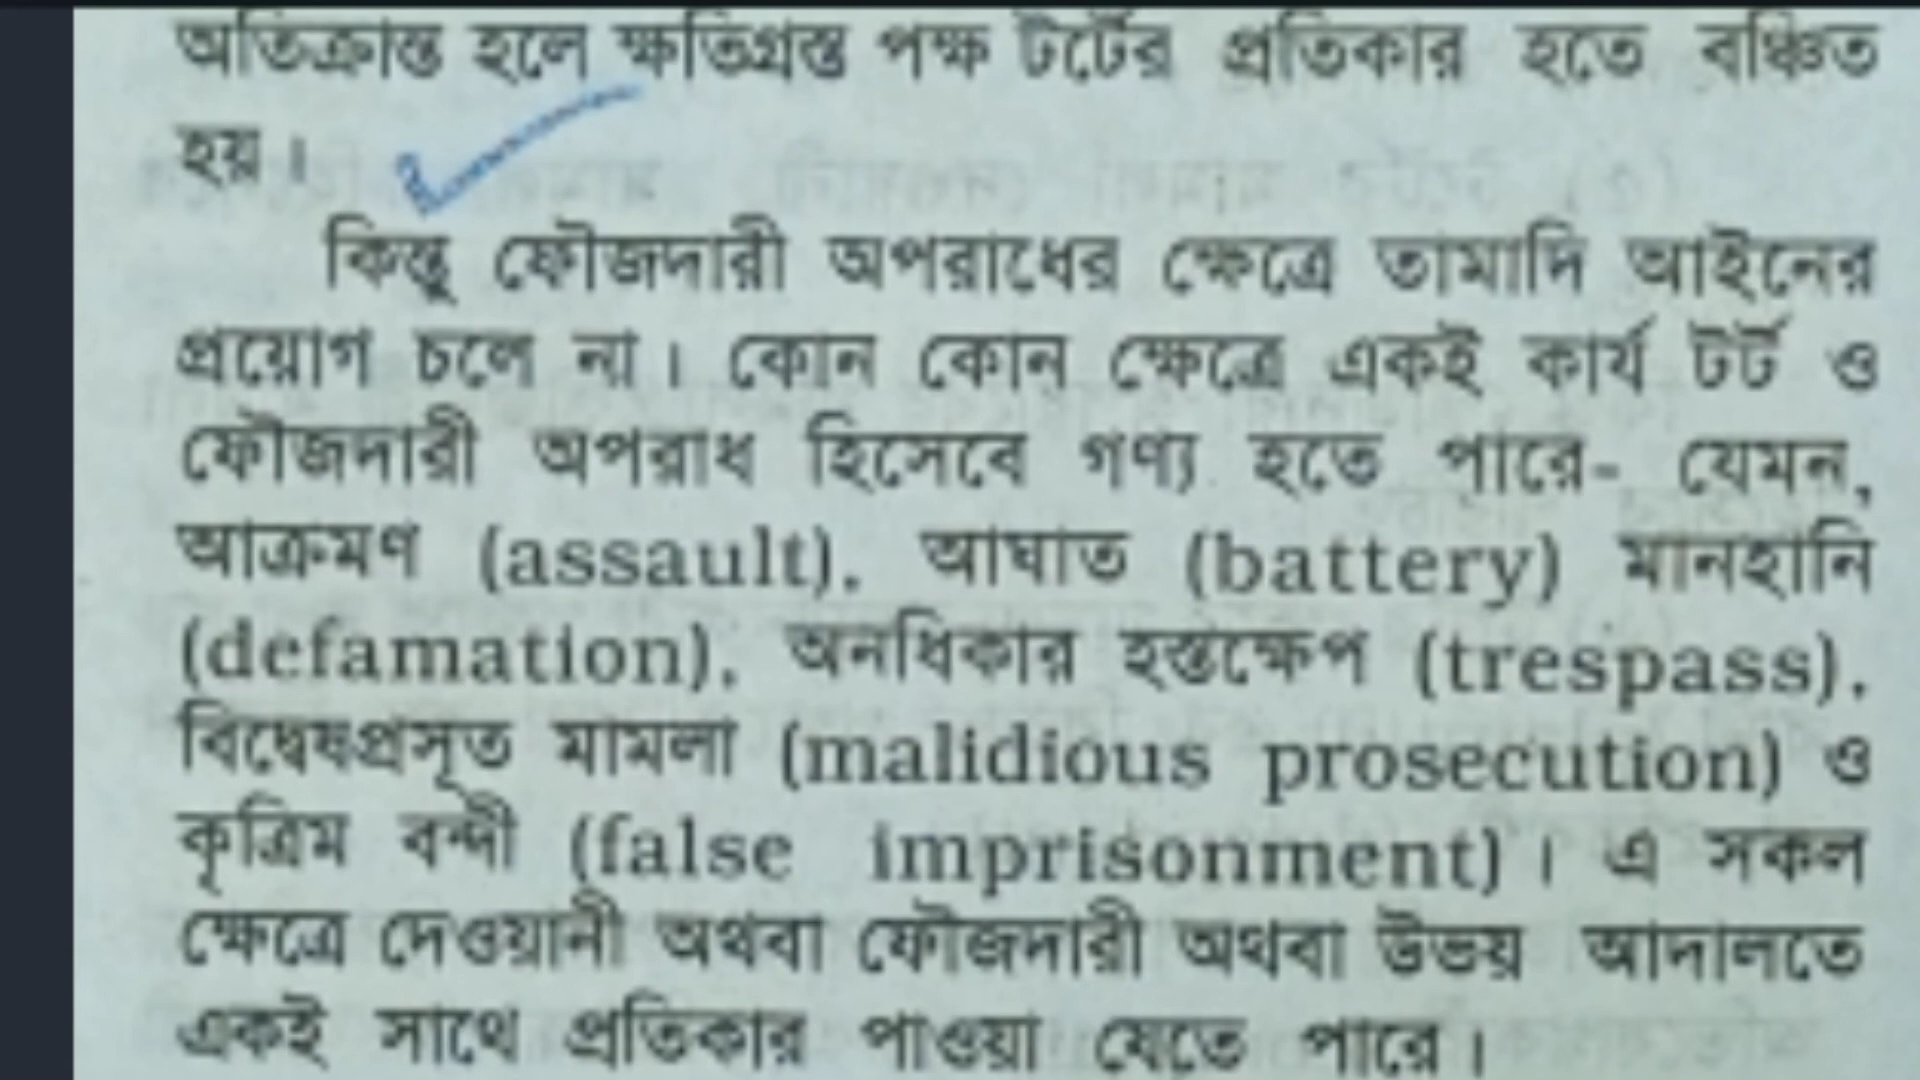 অতিক্রান্ত হলে ক্ষতিগ্রস্ত পক্ষ টর্টের প্রতিকার হতে বঞ্চিত
হয়।
কিন্তু ফৌজদারী অপরাধের ক্ষেত্রে তামাদি আইনের
প্রয়োগ চলে না। কোন কোন ক্ষেত্রে একই কার্য টর্ট ও
ফৌজদারী অপরাধ হিসেবে গণ্য হতে পারে- যেমন,
আক্রমণ (assault), আঘাত (battery) মানহানি
(defamation), অনধিকার হস্তক্ষেপ (trespass),
বিদ্বেষপ্রসূত মামলা (malidious prosecution) ও
কৃত্রিম বন্দী (false imprisonment)। এ সকল
ক্ষেত্রে দেওয়ানী অথবা ফৌজদারী অথবা উভয় আদালতে
একই সাথে প্রতিকার পাওয়া যেতে পারে।